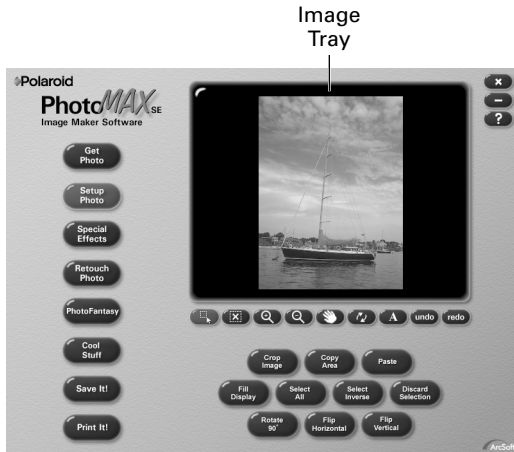 Image
Tray
Polaroid
PhotoMAX SE
Image Maker Software
Get
Photo
Setup
Photo
Special
Effects
Retouch
Photo
PhotoFantasy
Cool
Stuff
Save It!
Print It!
?
A
undo
redo
Crop
Image
Copy
Area
Paste
Fill
Display
Select
All
Select
Inverse
Discard
Selection
Rotate
90°
Flip
Horizontal
Flip
Vertical
ArcSoft